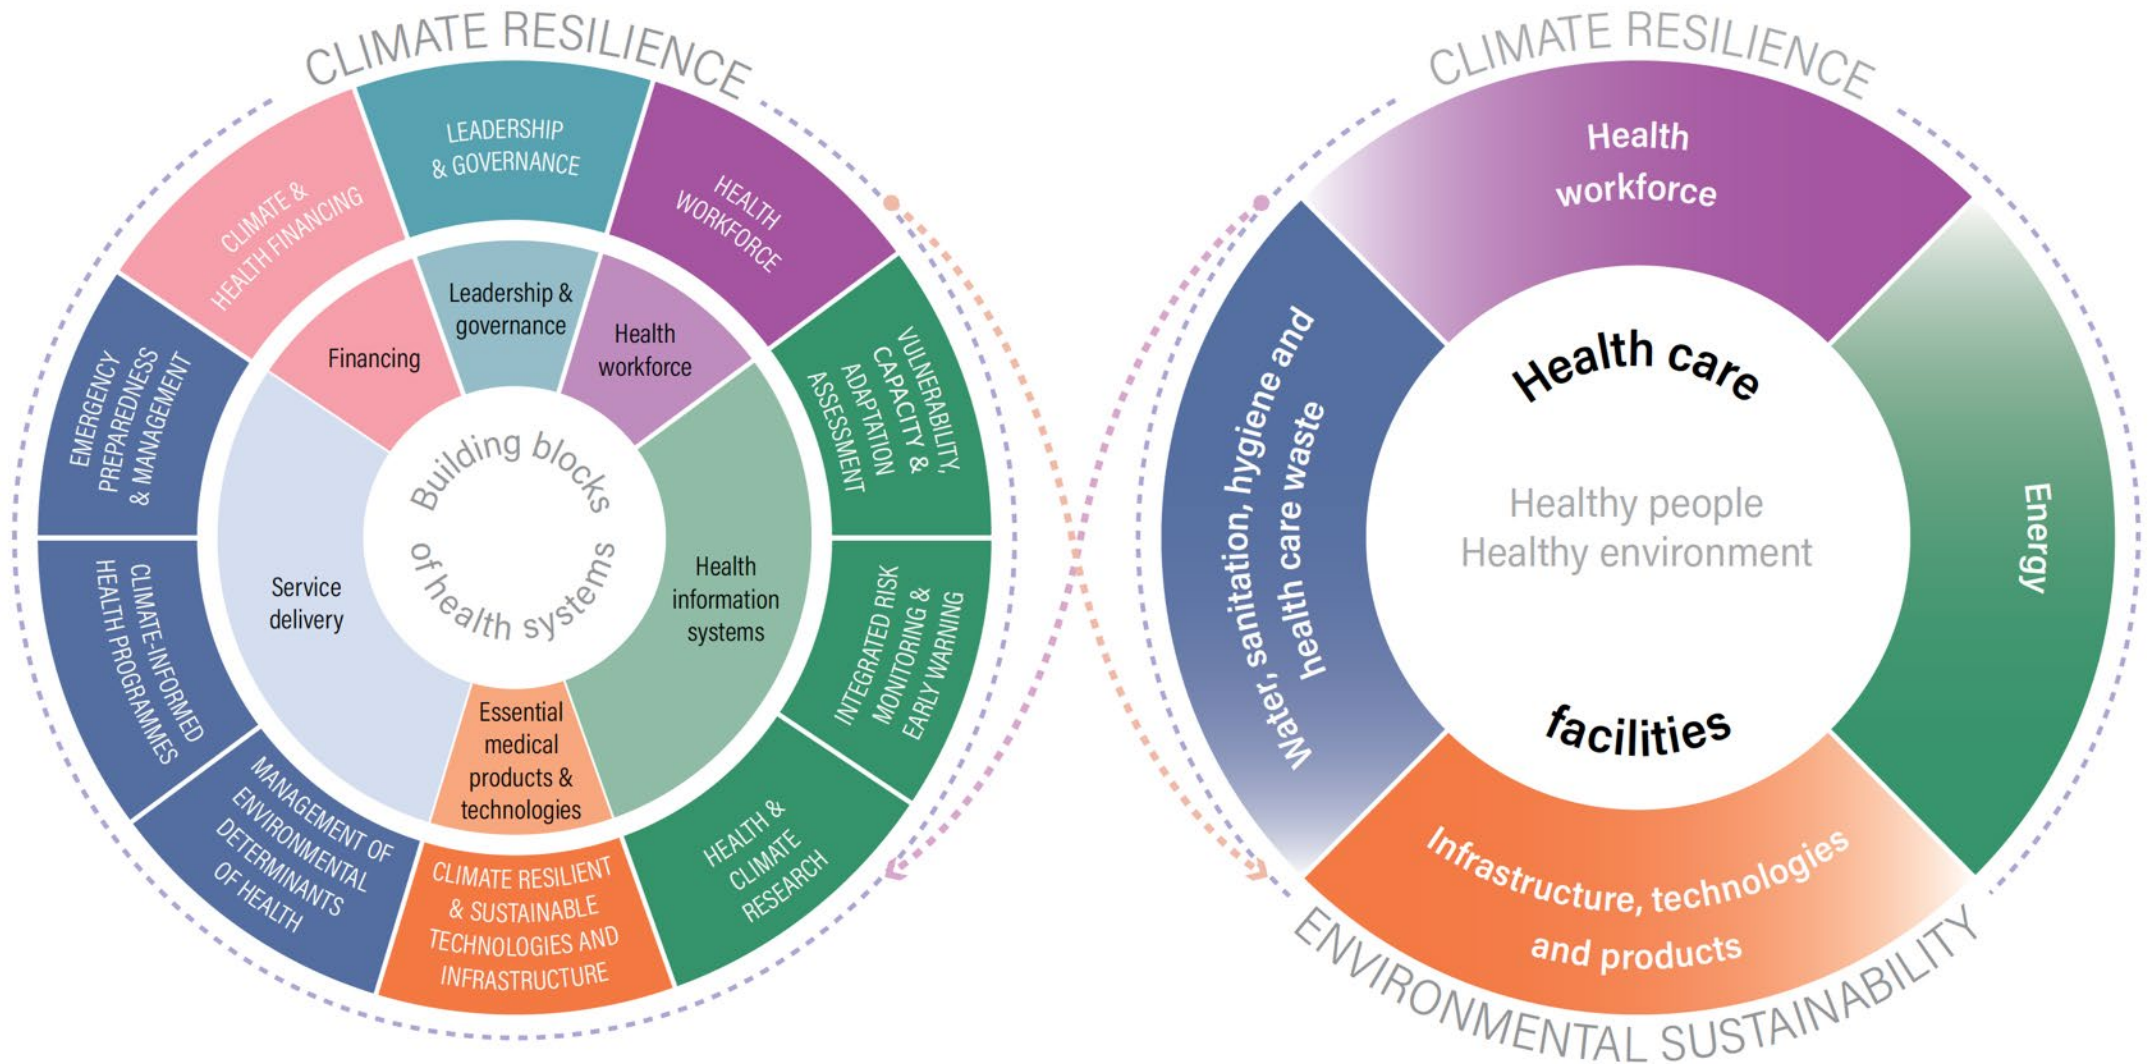 CLIMATE RESILIENCE
LEADERSHIP
& GOVERNANCE
HEALTH
WORKFORCE
VULNERABILITY,
CAPACITY &
ADAPTATION
ASSESSMENT
INTEGRATED RISK
MONITORING &
EARLY WARNING
HEALTH &
CLIMATE
RESEARCH
CLIMATE RESILIENT
& SUSTAINABLE
TECHNOLOGIES AND
INFRASTRUCTURE
MANAGEMENT OF
ENVIRONMENTAL
DETERMINANTS
OF HEALTH
CLIMATE-INFORMED
HEALTH PROGRAMMES
EMERGENCY
PREPAREDNESS
& MANAGEMENT
CLIMATE &
HEALTH FINANCING
Leadership &
governance
Health
workforce
Health
information
systems
Essential
medical
products &
technologies
Service
delivery
Financing
Building blocks
of health systems
CLIMATE RESILIENCE
Health
workforce
Energy
Infrastructure, technologies
and products
Water, sanitation, hygiene and
health care waste
Health care
Healthy people
Healthy environment
facilities
ENVIRONMENTAL SUSTAINABILITY